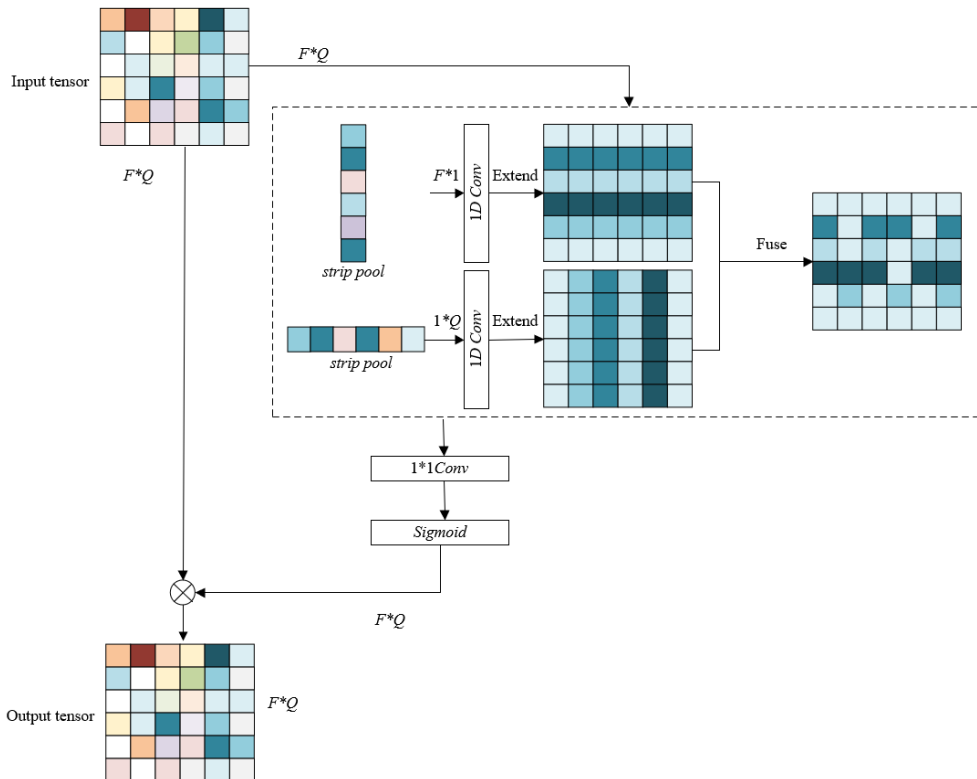 F*Q
Input tensor
F*Q
F*1
1D Conv
Extend
strip pool
Fuse
1*Q
1D Conv
Extend
strip pool
1*1Conv
Sigmoid
F*Q
F*Q
Output tensor